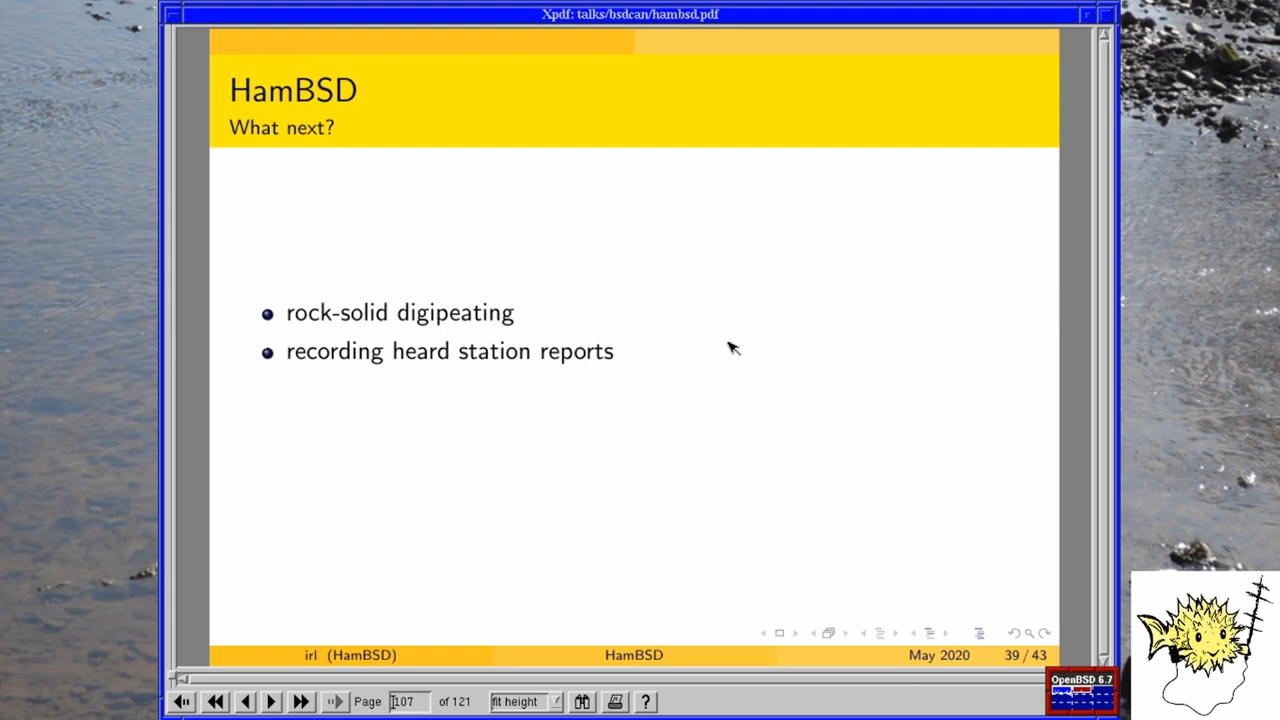 Xpdf: talks/bsdcan/hambsd.pdf
HamBSD
What next?
rock-solid digipeating
recording heard station reports
irl (HamBSD)
HamBSD
May 2020
39 / 43
Page 107 of 121
fit height
?
OpenBSD 6.7